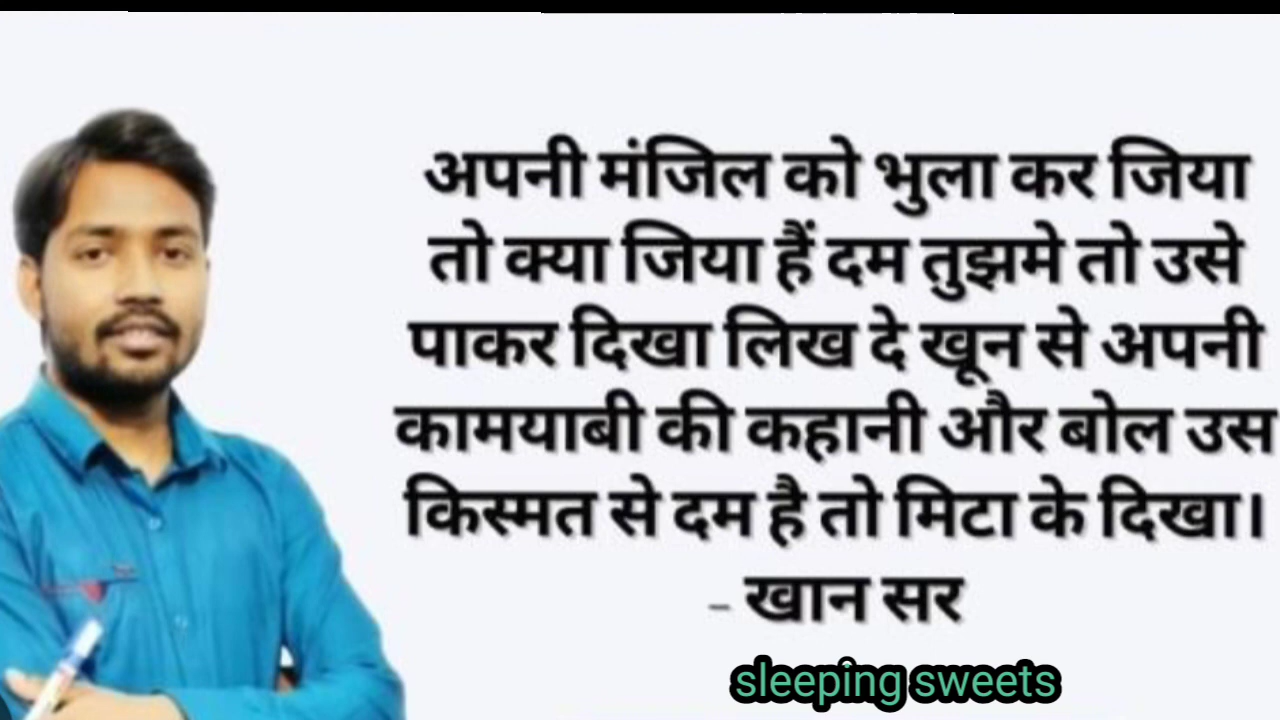 अपनी मंजिल को भुला कर जिया
तो क्या जिया हैं दम तुझमे तो उसे
पाकर दिखा लिख दे खून से अपनी
कामयाबी की कहानी और बोल उस
किस्मत से दम है तो मिटा के दिखा।
– खान सर
sleeping sweets